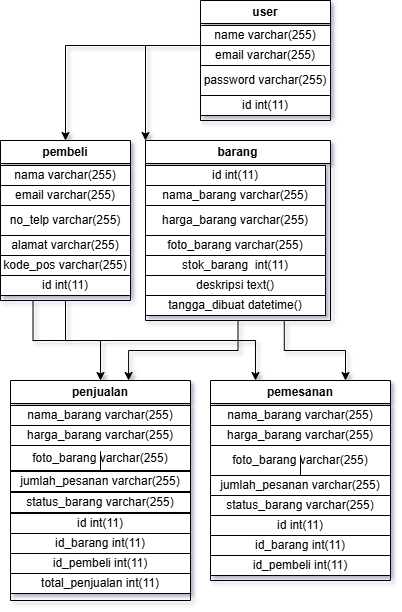 user
name varchar(255)
email varchar(255)
password varchar(255)
id int(11)
pembeli
nama varchar(255)
email varchar(255)
no_telp varchar(255)
alamat varchar(255)
kode_pos varchar(255)
id int(11)
barang
id int(11)
nama_barang varchar(255)
harga_barang varchar(255)
foto_barang varchar(255)
stok_barang int(11)
deskripsi text()
tangga_dibuat datetime()
penjualan
nama_barang varchar(255)
harga_barang varchar(255)
foto_barang varchar(255)
jumlah_pesanan varchar(255)
status_barang varchar(255)
id int(11)
id_barang int(11)
id_pembeli int(11)
total_penjualan int(11)
pemesanan
nama_barang varchar(255)
harga_barang varchar(255)
foto_barang varchar(255)
jumlah_pesanan varchar(255)
status_barang varchar(255)
id int(11)
id_barang int(11)
id_pembeli int(11)